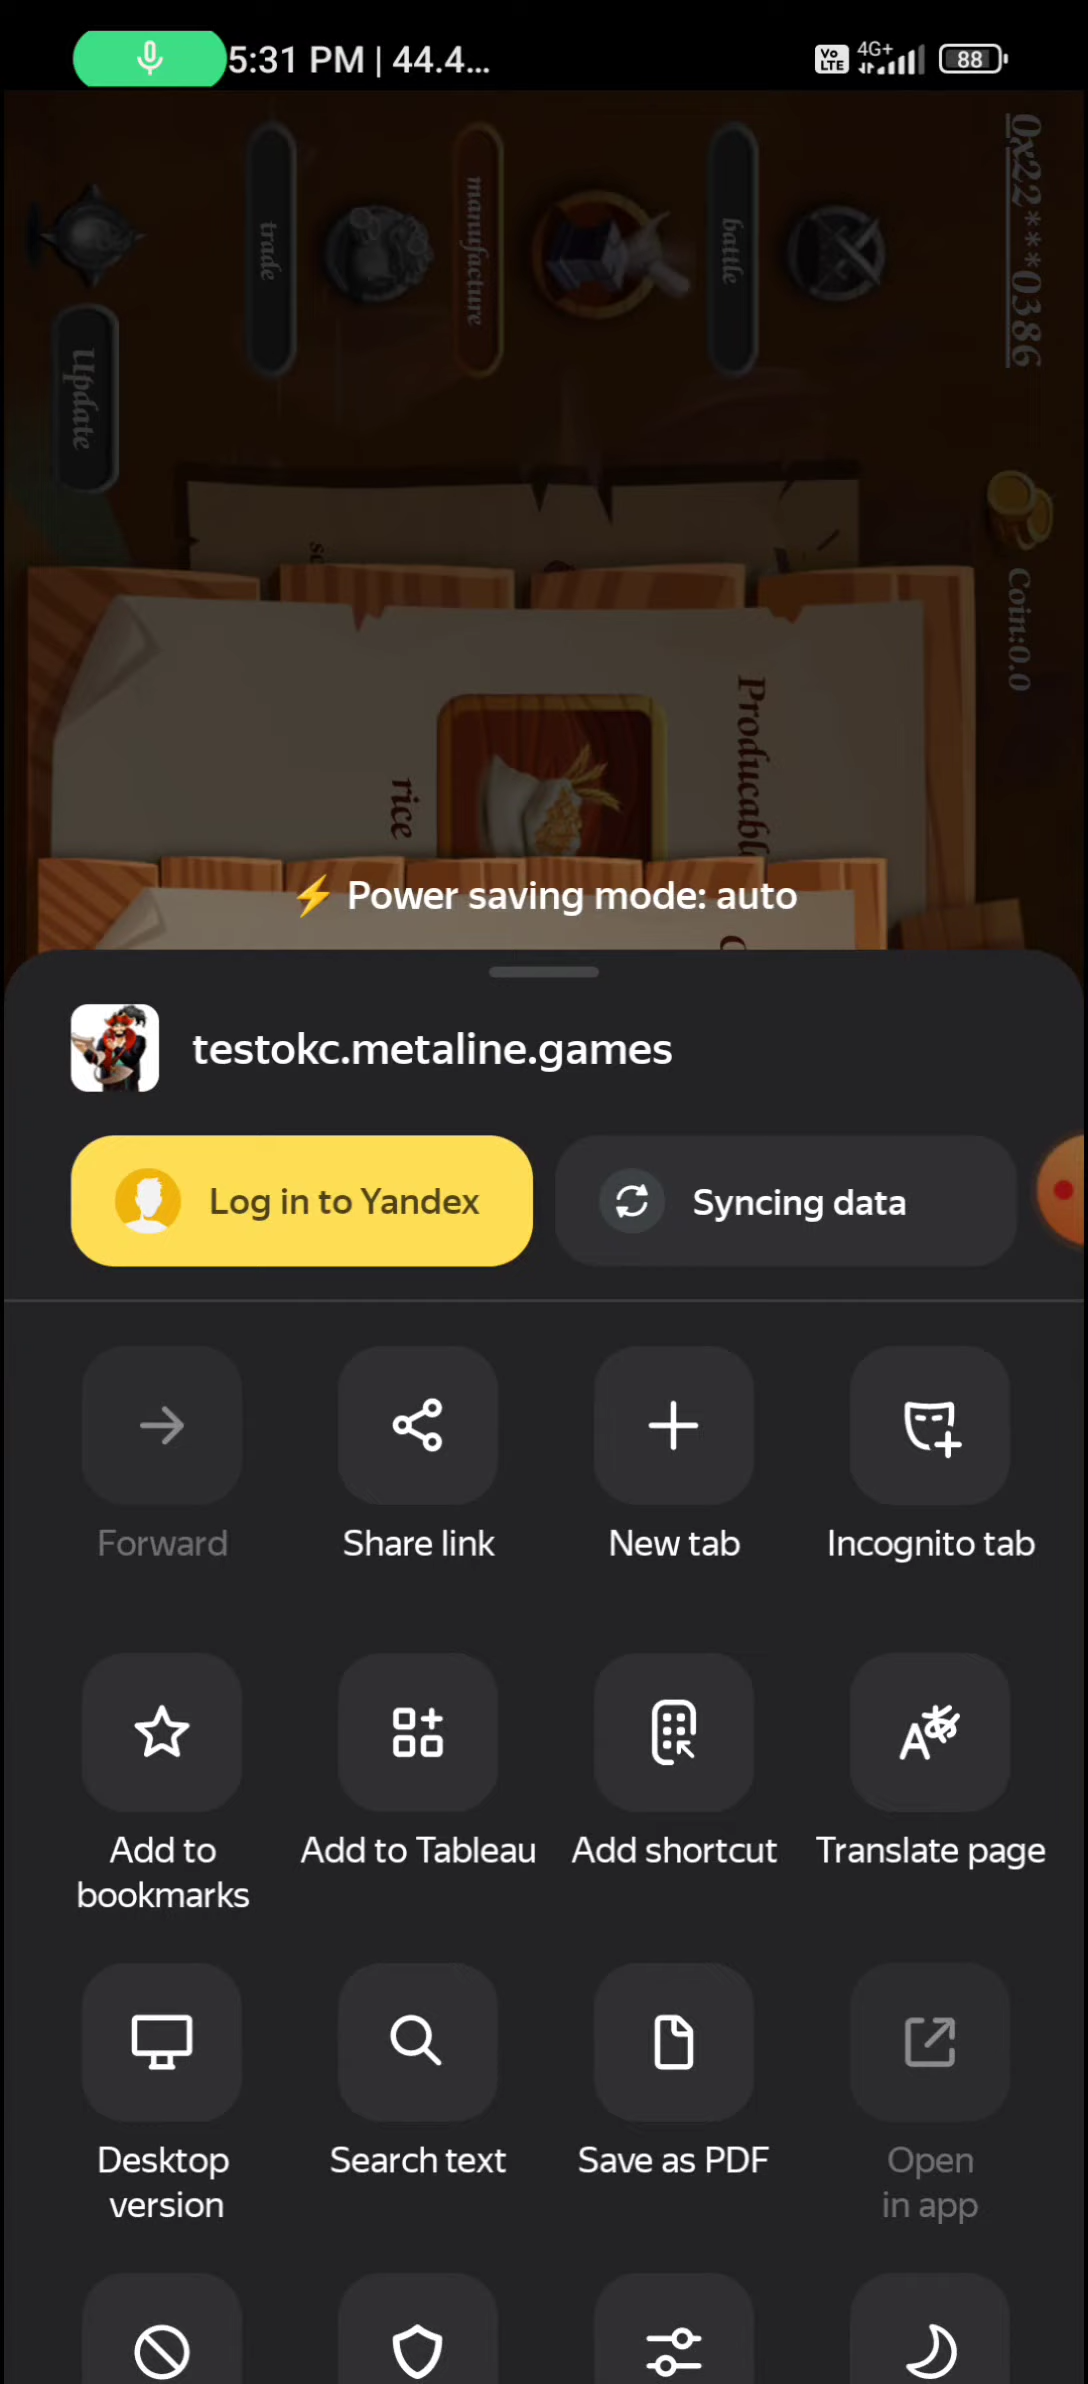 5:31 PM | 44.4...
Vo
LTE
4G+
88
0x22***0386
trade
manufacture
battle
Update
Coin:0.0
Producabl
rice
⚡ Power saving mode: auto
testokc.metaline.games
Log in to Yandex
Syncing data
Forward
Share link
New tab
Incognito tab
Add to
bookmarks
Add to Tableau
Add shortcut
Translate page
Desktop
version
Search text
Save as PDF
Open
in app